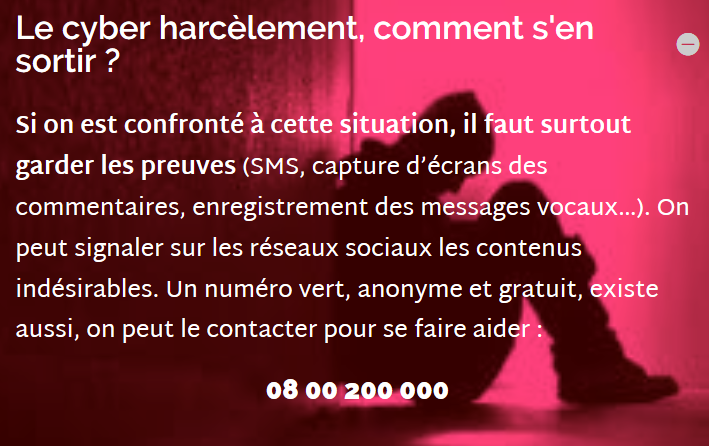 Le cyber harcèlement, comment s'en
sortir ?
Si on est confronté à cette situation, il faut surtout
garder les preuves (SMS, capture d’écrans des
commentaires, enregistrement des messages vocaux...). On
peut signaler sur les réseaux sociaux les contenus
indésirables. Un numéro vert, anonyme et gratuit, existe
aussi, on peut le contacter pour se faire aider :
08 00 200 000